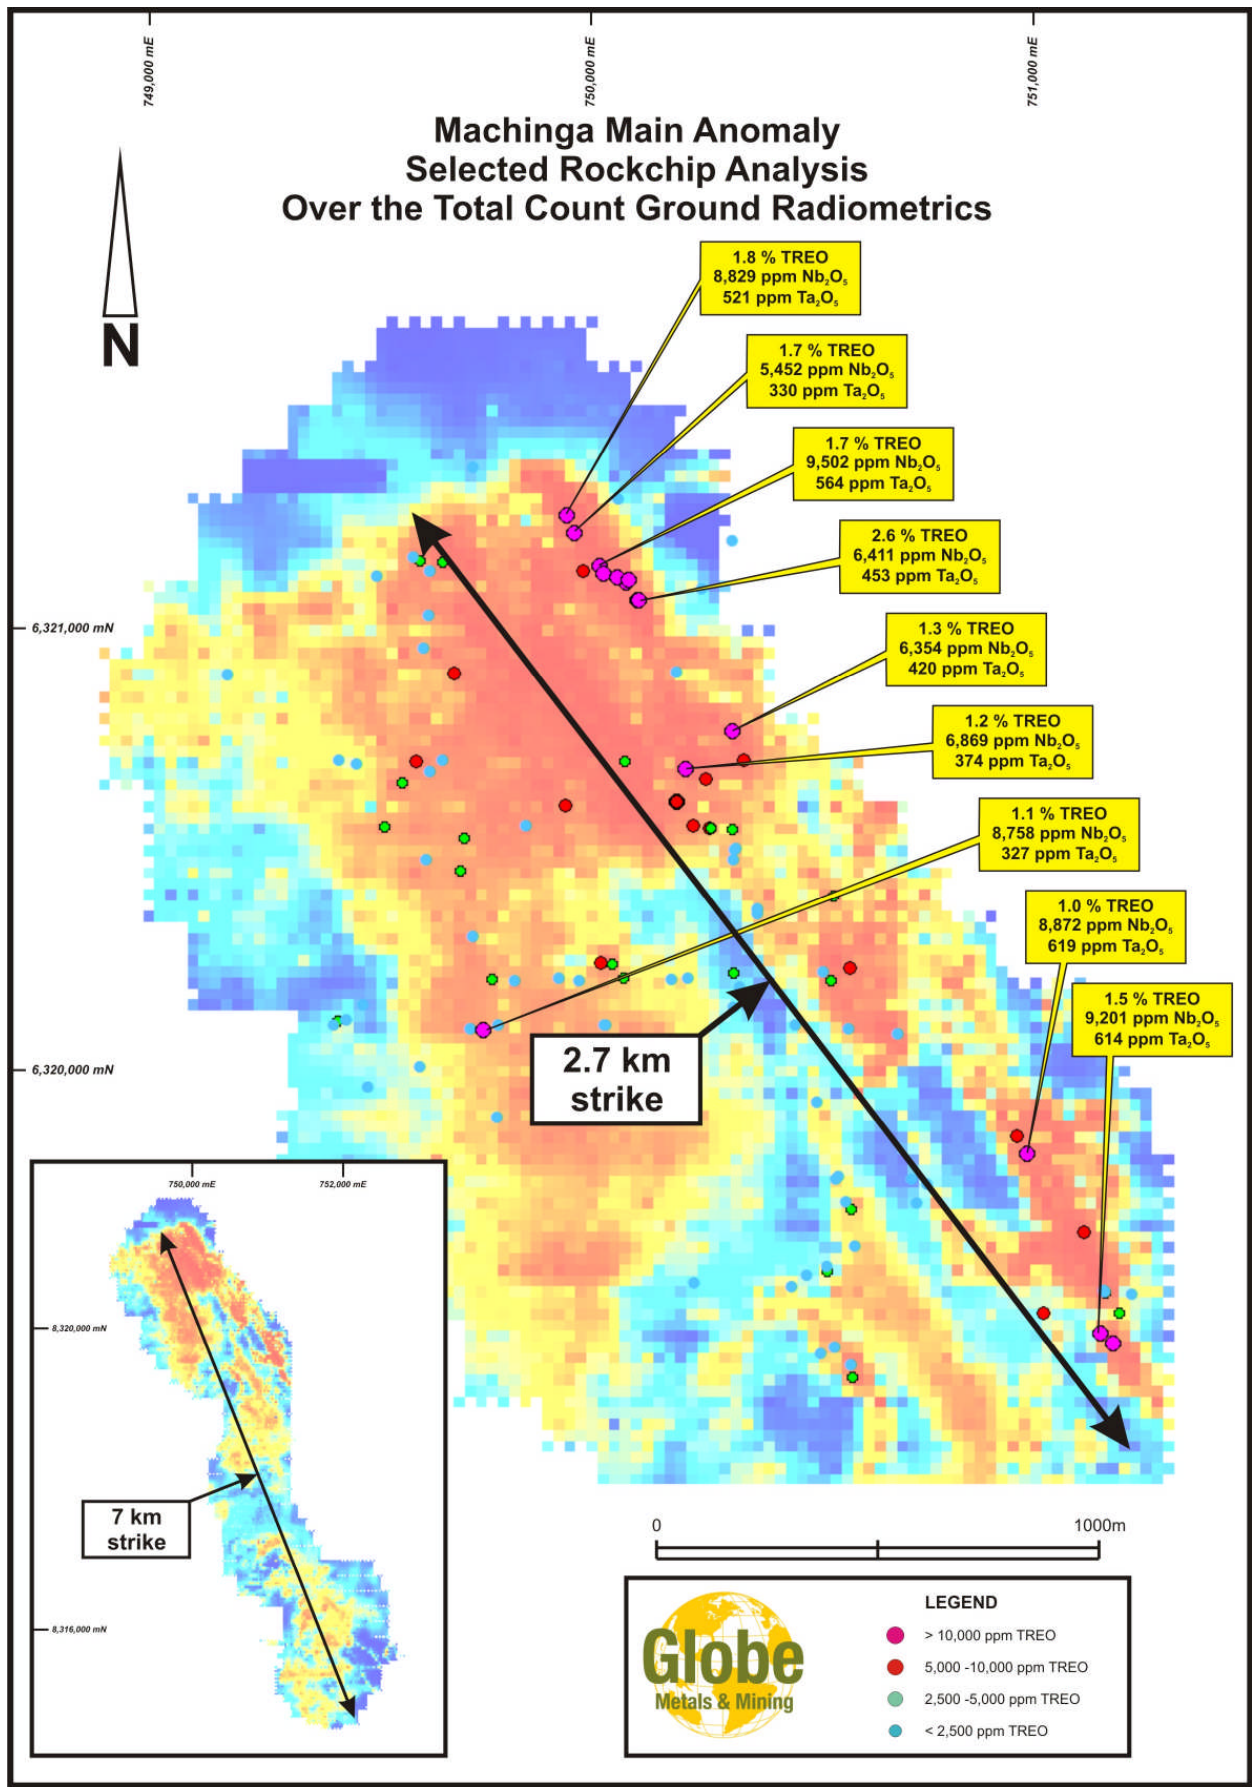 749,000 mE
750,000 mE
751,000 mE
Machinga Main Anomaly
Selected Rockchip Analysis
Over the Total Count Ground Radiometrics
N
1.8 % TREO
8,829 ppm Nb₂O₅
521 ppm Ta₂O₅
1.7 % TREO
5,452 ppm Nb₂O₅
330 ppm Ta₂O₅
1.7 % TREO
9,502 ppm Nb₂O₅
564 ppm Ta₂O₅
2.6 % TREO
6,411 ppm Nb₂O₅
453 ppm Ta₂O₅
6,321,000 mN
1.3 % TREO
6,354 ppm Nb₂O₅
420 ppm Ta₂O₅
1.2 % TREO
6,869 ppm Nb₂O₅
374 ppm Ta₂O₅
1.1 % TREO
8,758 ppm Nb₂O₅
327 ppm Ta₂O₅
1.0 % TREO
8,872 ppm Nb₂O₅
619 ppm Ta₂O₅
1.5 % TREO
9,201 ppm Nb₂O₅
614 ppm Ta₂O₅
6,320,000 mN
2.7 km
strike
750,000 mE
752,000 mE
8,320,000 mN
7 km
strike
8,316,000 mN
0
1000m
Globe
Metals & Mining
LEGEND
> 10,000 ppm TREO
5,000 -10,000 ppm TREO
2,500 -5,000 ppm TREO
< 2,500 ppm TREO